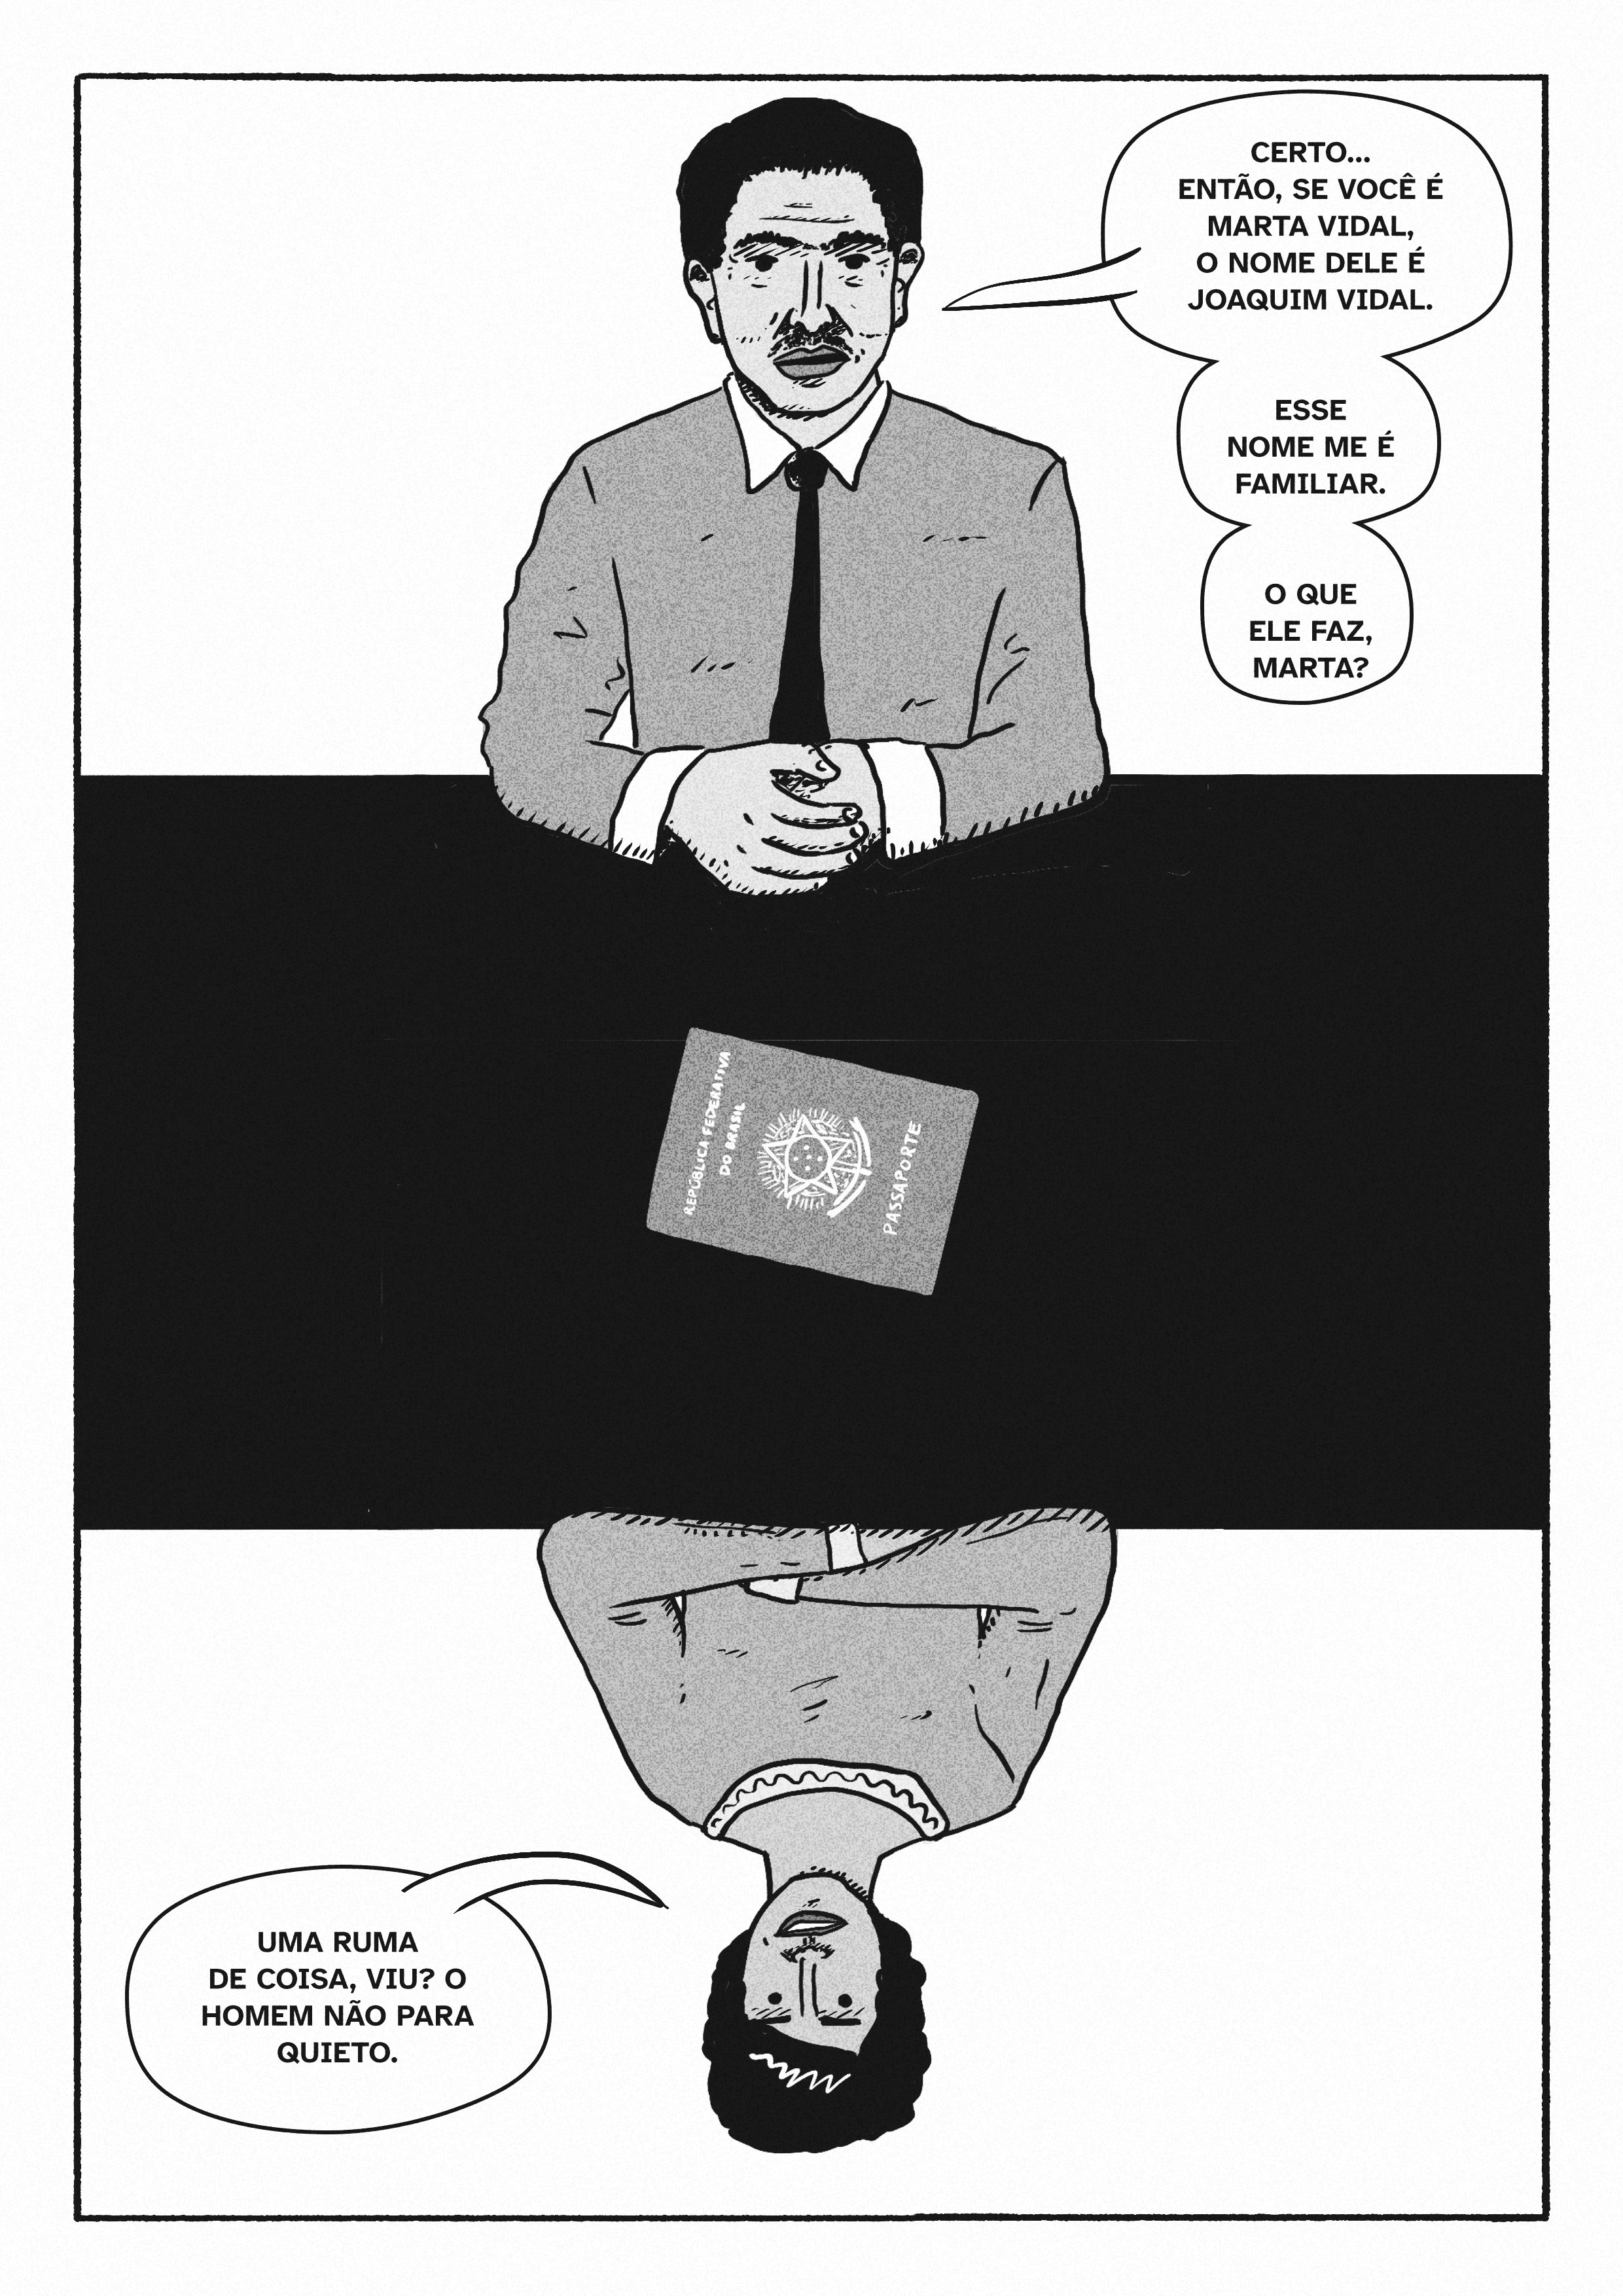 CERTO...
ENTÃO, SE VOCÊ É
MARTA VIDAL,
O NOME DELE É
JOAQUIM VIDAL.
ESSE
NOME ME É
FAMILIAR.
O QUE
ELE FAZ,
MARTA?
REPÚBLICA FEDERATIVA
DO BRASIL
PASSAPORTE
UMA RUMA
DE COISA, VIU? O
HOMEM NÃO PARA
QUIETO.